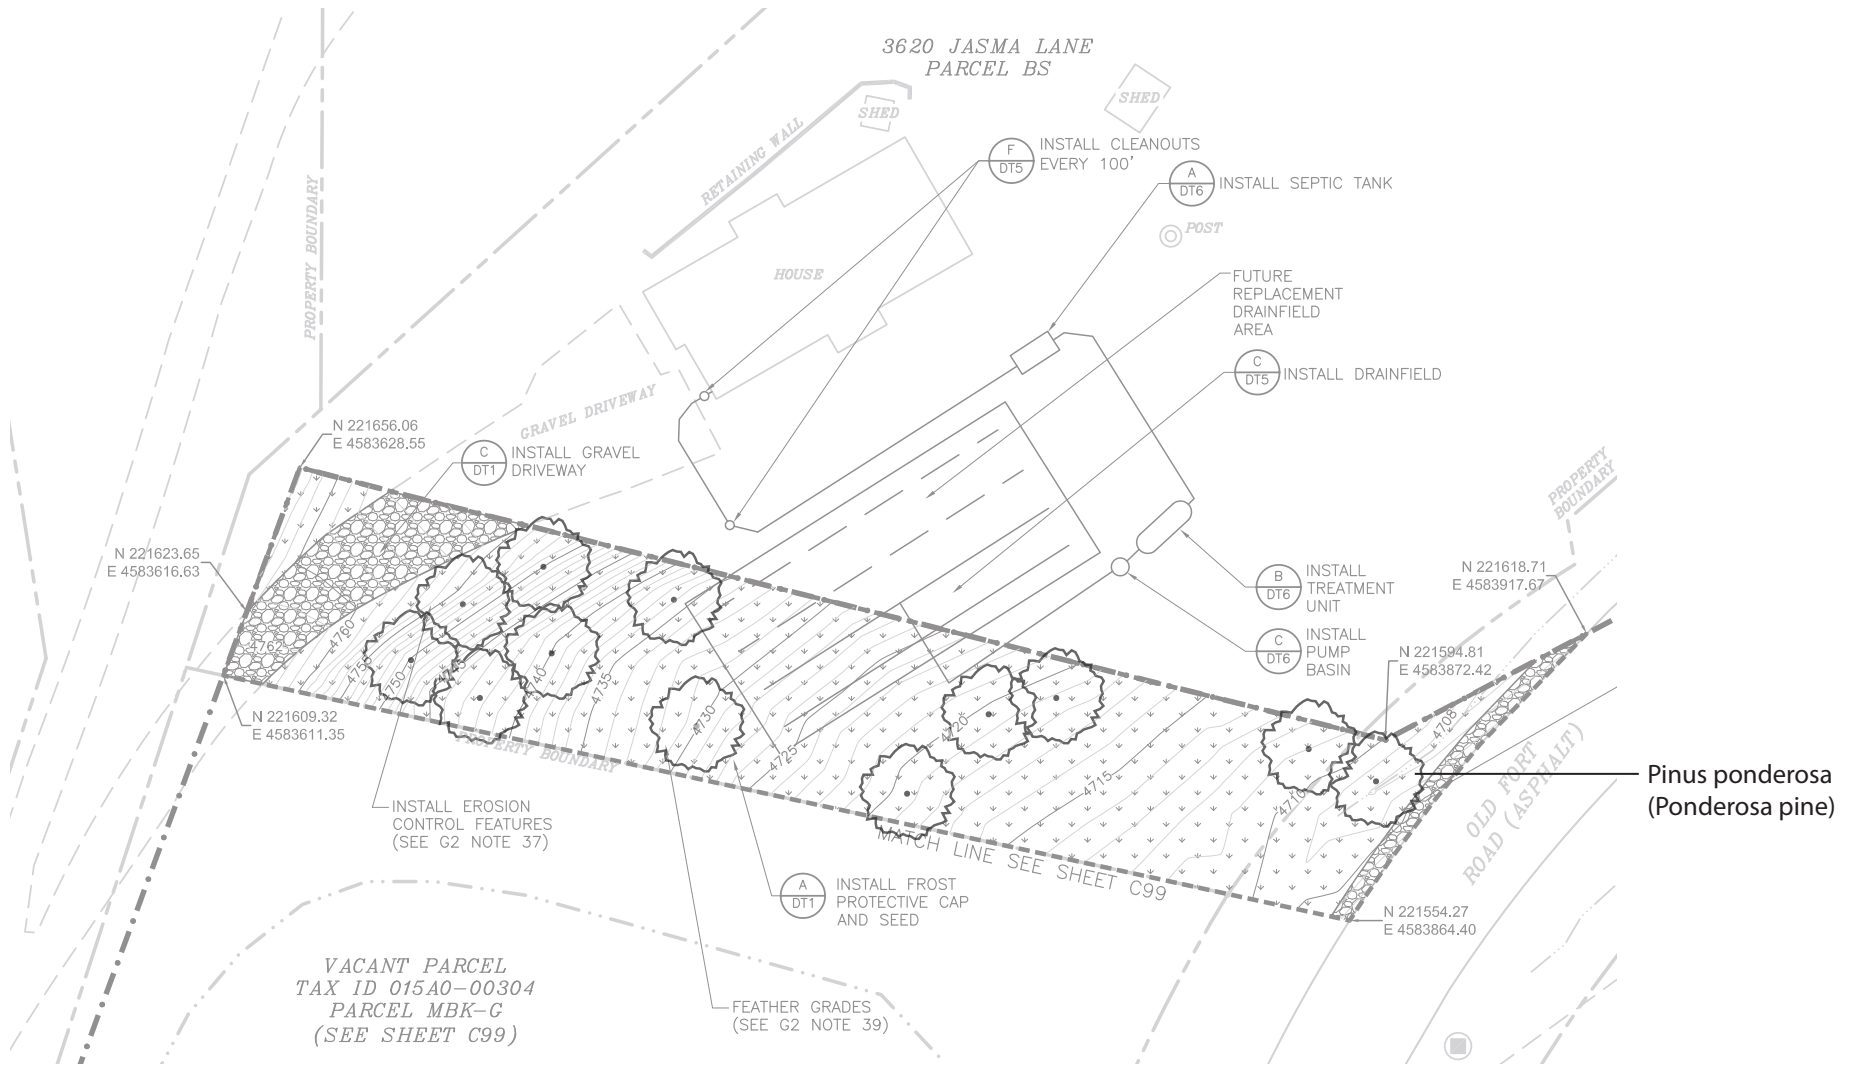 3620 JASMA LANE
PARCEL BS
SHED
SHED
RETAINING WALL
F
DT5
INSTALL CLEANOUTS
EVERY 100'
A
DT6
INSTALL SEPTIC TANK
POST
PROPERTY BOUNDARY
HOUSE
FUTURE
REPLACEMENT
DRAINFIELD
AREA
C
DT5
INSTALL DRAINFIELD
GRAVEL DRIVEWAY
N 221656.06
E 4583628.55
C
DT1
INSTALL GRAVEL
DRIVEWAY
PROPERTY
BOUNDARY
N 221623.65
E 4583616.63
N 221618.71
E 4583917.67
B
DT6
INSTALL
TREATMENT
UNIT
C
DT6
INSTALL
PUMP
BASIN
N 221594.81
E 4583872.42
4762
4760
4755
4750
4745
4740
4735
4730
4725
4720
4715
4710
4708
N 221609.32
E 4583611.35
PROPERTY BOUNDARY
OLD FORT
ROAD (ASPHALT)
Pinus ponderosa
(Ponderosa pine)
INSTALL EROSION
CONTROL FEATURES
(SEE G2 NOTE 37)
MATCH LINE SEE SHEET C99
A
DT1
INSTALL FROST
PROTECTIVE CAP
AND SEED
N 221554.27
E 4583864.40
VACANT PARCEL
TAX ID 015A0-00304
PARCEL MBK-G
(SEE SHEET C99)
FEATHER GRADES
(SEE G2 NOTE 39)